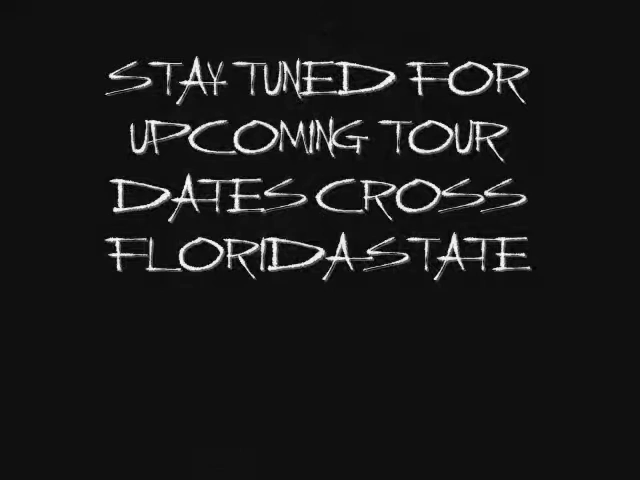 STAY TUNED FOR
UPCOMING TOUR
DATES CROSS
FLORIDA STATE